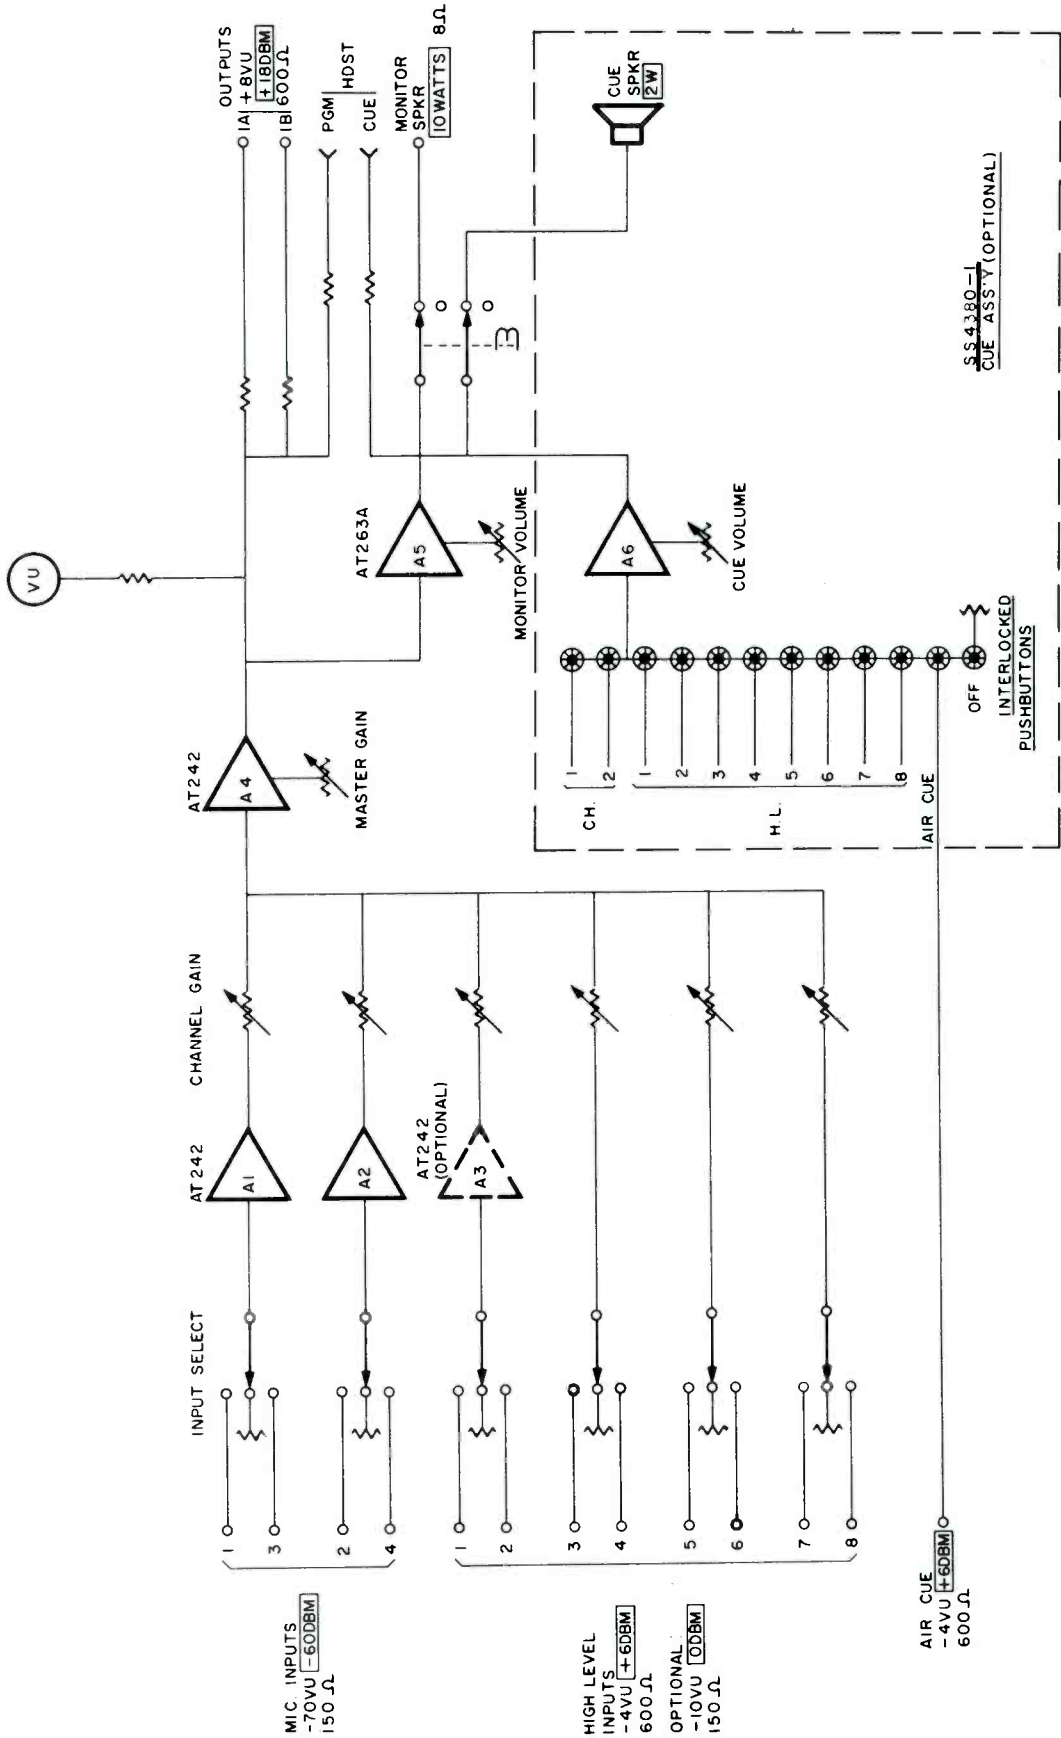 VU
OUTPUTS
+8VU
+18DBM
600Ω
1A
1B
PGM
CUE
HDST
MONITOR
SPKR
10WATTS 8Ω
CUE
SPKR
2W
AT242
A4
MASTER GAIN
AT263A
A5
MONITOR VOLUME
A6
CUE VOLUME
SS4380-1
CUE ASS'Y (OPTIONAL)
CH.
1
2
H.L.
1
2
3
4
5
6
7
8
AIR CUE
OFF
INTERLOCKED
PUSHBUTTONS
CHANNEL GAIN
AT242
A1
A2
AT242
(OPTIONAL)
A3
INPUT SELECT
1
3
2
4
1
2
3
4
5
6
7
8
MIC. INPUTS
-70VU -60DBM
150Ω
HIGH LEVEL
INPUTS
-4VU +6DBM
600Ω
OPTIONAL
-10VU 0DBM
150Ω
AIR CUE
-4VU +6DBM
600Ω